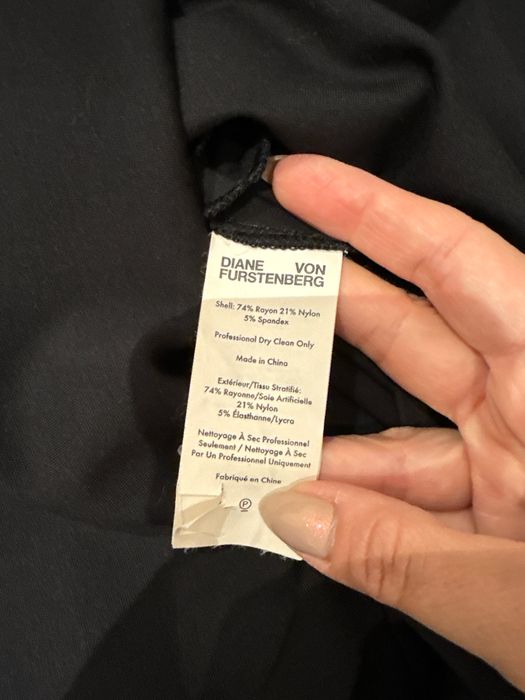 DIANE VON
FURSTENBERG
Shell: 74% Rayon 21% Nylon
5% Spandex
Professional Dry Clean Only
Made in China
Extérieur/Tissu Stratifié:
74% Rayonne/Soie Artificielle
21% Nylon
5% Élasthanne/Lycra
Nettoyage À Sec Professionnel
Seulement / Nettoyage À Sec
Par Un Professionnel Uniquement
Fabriqué en Chine
P